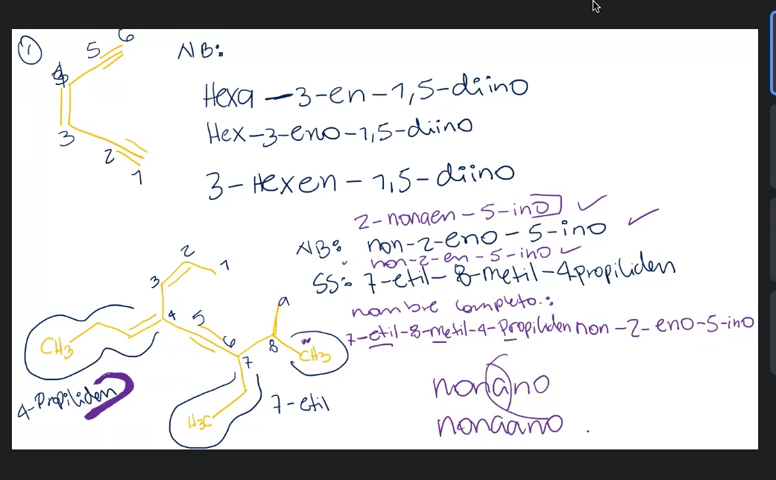 1
5 6
NB:
4
3
2
1
Hexa-3-en-1,5-diino
Hex-3-eno-1,5-diino
3-Hexen-1,5-diino
2-nonaen-5-ino
NB: non-2-eno-5-ino
non-2-en-5-ino
SS: 7-etil-8-metil-4propiliden
nombre completo:
7-etil-8-metil-4-Propiliden non-2-eno-5-ino
2
3 1
4 5
6 9
7 8
CH3
CH3
H3C
4-Propiliden
7-etil
nonano
nonaano